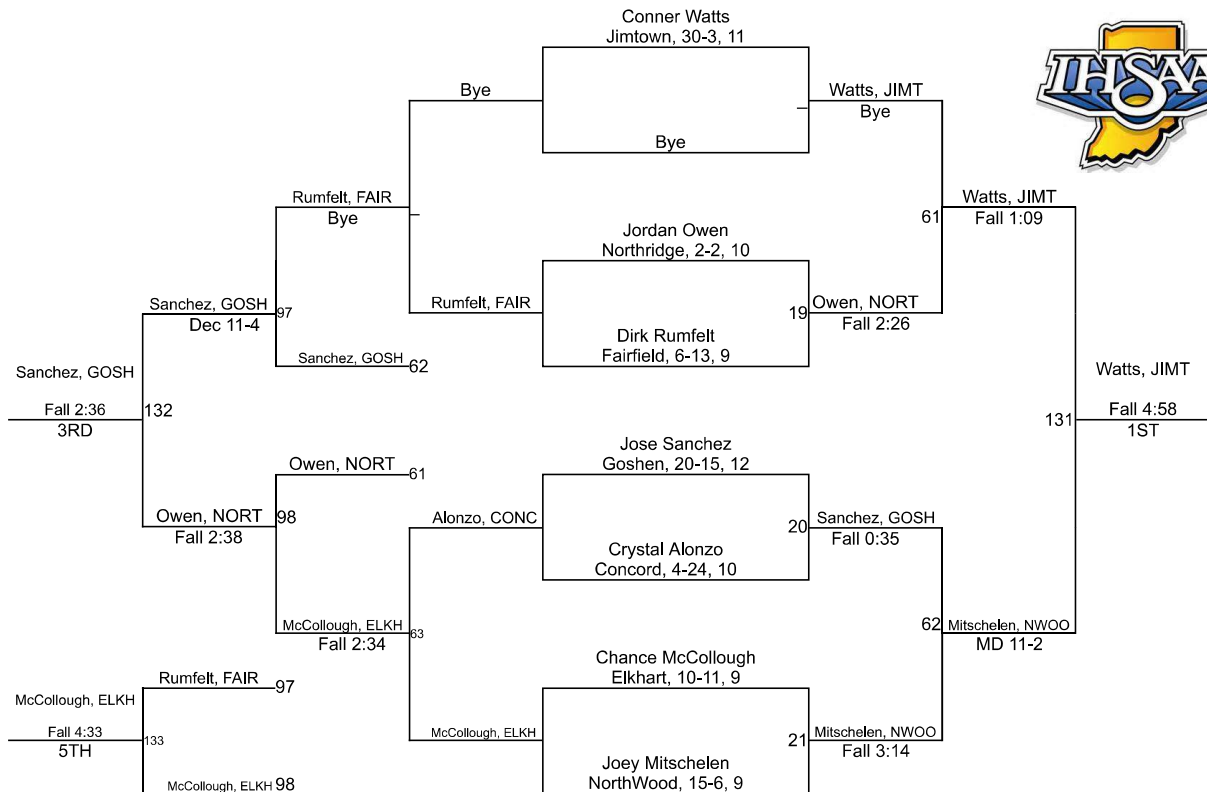 Conner Watts
Jimtown, 30-3, 11
IHSAA
Bye
Watts, JIMT
Bye
Bye
Rumfelt, FAIR
Bye
Watts, JIMT
61
Fall 1:09
Jordan Owen
Northridge, 2-2, 10
Sanchez, GOSH
97
Dec 11-4
Rumfelt, FAIR
19
Owen, NORT
Fall 2:26
Dirk Rumfelt
Fairfield, 6-13, 9
Sanchez, GOSH
62
Sanchez, GOSH
Fall 2:36
132
3RD
Watts, JIMT
131
Fall 4:58
1ST
Jose Sanchez
Goshen, 20-15, 12
Owen, NORT
61
Owen, NORT
98
Fall 2:38
Alonzo, CONC
20
Sanchez, GOSH
Fall 0:35
Crystal Alonzo
Concord, 4-24, 10
McCollough, ELKH
63
Fall 2:34
62
Mitschelen, NWOO
MD 11-2
Chance McCollough
Elkhart, 10-11, 9
Rumfelt, FAIR
97
McCollough, ELKH
Fall 4:33
133
5TH
McCollough, ELKH
21
Mitschelen, NWOO
Fall 3:14
Joey Mitschelen
NorthWood, 15-6, 9
McCollough, ELKH
98